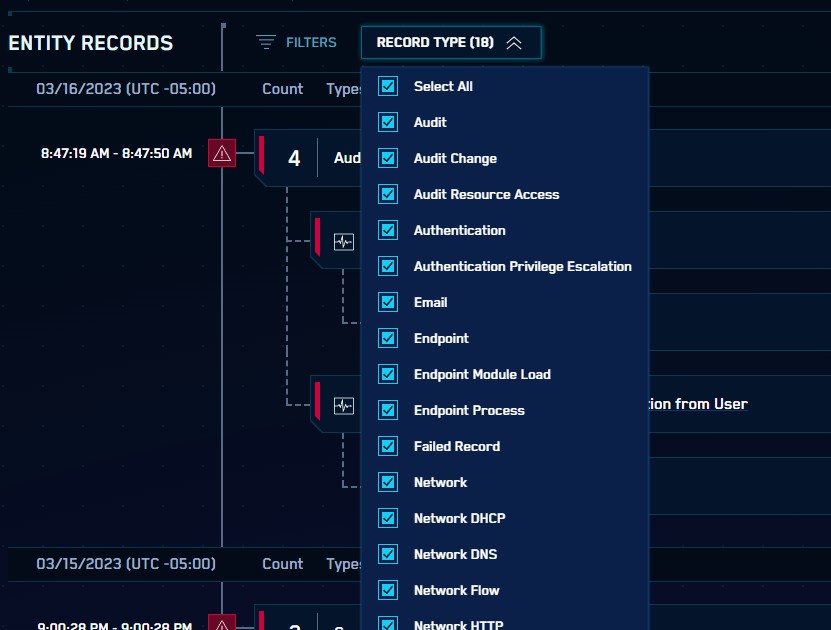 ENTITY RECORDS
FILTERS
RECORD TYPE (18)
03/16/2023 (UTC -05:00)
Count
Types
Select All
Audit
8:47:19 AM - 8:47:50 AM
4
Aud
Audit Change
Audit Resource Access
Authentication
Authentication Privilege Escalation
Email
Endpoint
Endpoint Module Load
Endpoint Process
tion from User
Failed Record
Network
Network DHCP
Network DNS
03/15/2023 (UTC -05:00)
Count
Types
Network Flow
Network HTTP
9:00:28 PM - 9:00:28 PM